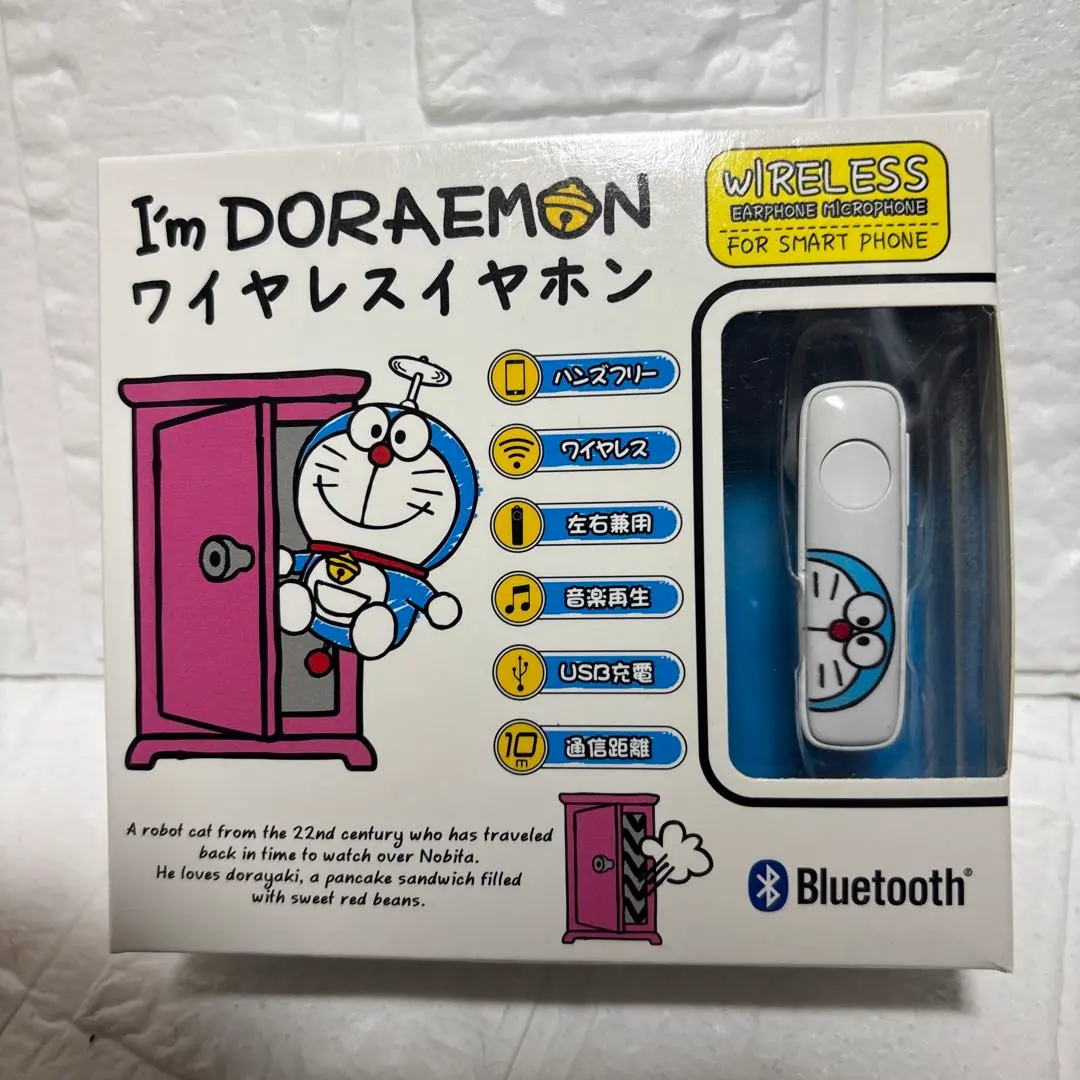 I'm DORAEMON
ワイヤレスイヤホン
WIRELESS
EARPHONE MICROPHONE
FOR SMART PHONE
ハンズフリー
ワイヤレス
左右兼用
音楽再生
USB充電
10m 通信距離
A robot cat from the 22nd century who has traveled
back in time to watch over Nobita.
He loves dorayaki, a pancake sandwich filled
with sweet red beans.
Bluetooth®